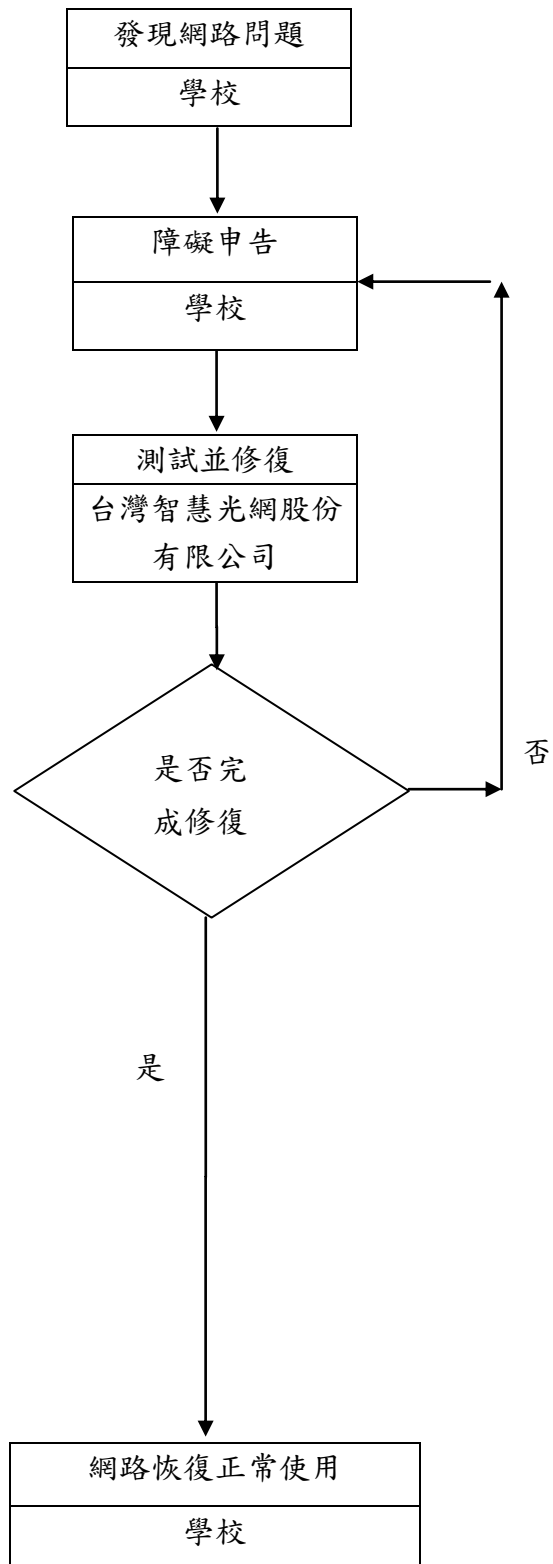 發現網路問題
學校
障礙申告
學校
測試並修復
台灣智慧光網股份
有限公司
是否完
成修復
否
是
網路恢復正常使用
學校